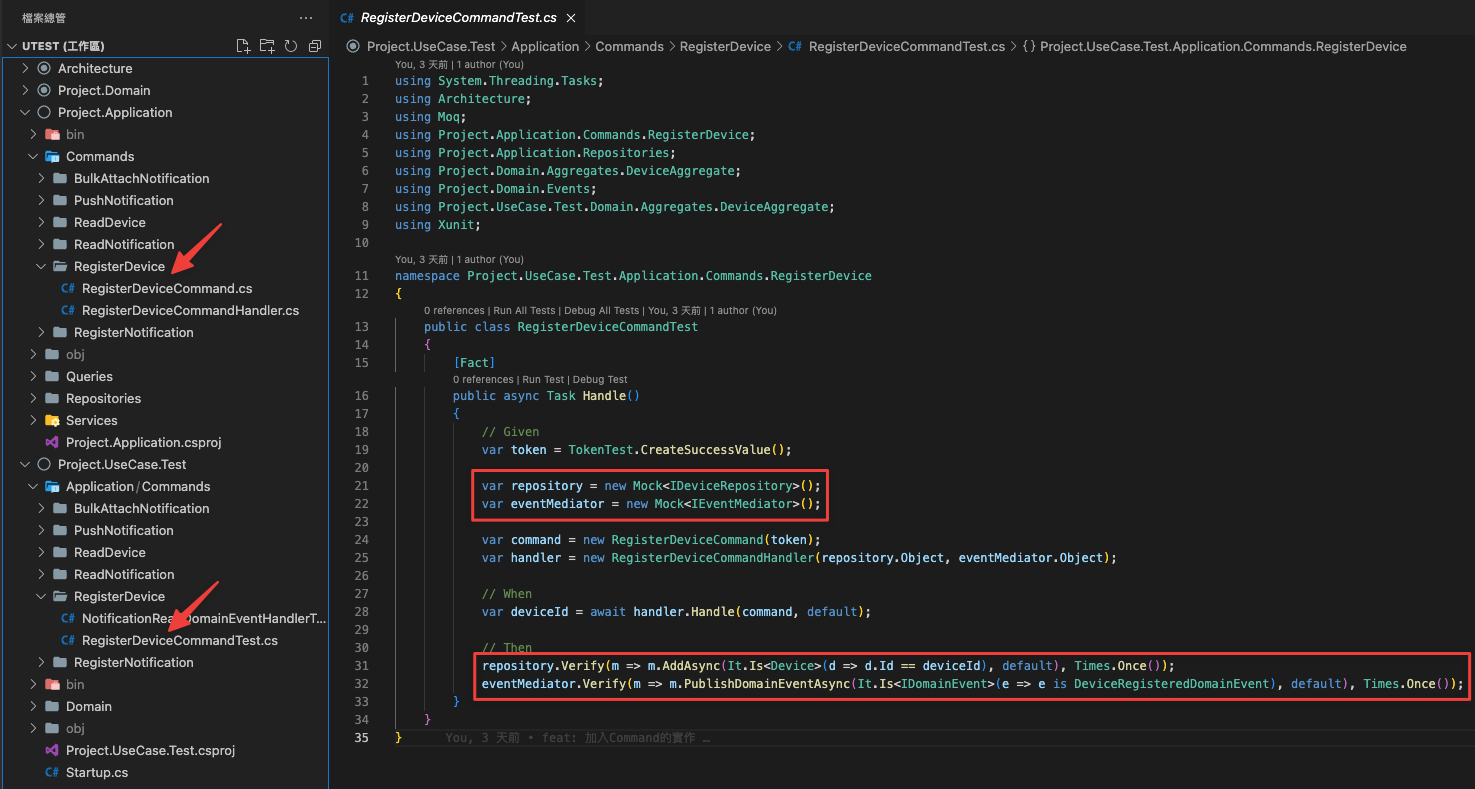 檔案總管
···
UTEST (工作區)
Architecture
Project.Domain
Project.Application
bin
Commands
BulkAttachNotification
PushNotification
ReadDevice
ReadNotification
RegisterDevice
C# RegisterDeviceCommand.cs
C# RegisterDeviceCommandHandler.cs
RegisterNotification
obj
Queries
Repositories
Services
Project.Application.csproj
Project.UseCase.Test
Application/Commands
BulkAttachNotification
PushNotification
ReadDevice
ReadNotification
RegisterDevice
C# NotificationRea DomainEventHandlerT...
C# RegisterDeviceCommandTest.cs
RegisterNotification
bin
Domain
obj
Project.UseCase.Test.csproj
C# Startup.cs
C# RegisterDeviceCommandTest.cs
Project.UseCase.Test > Application > Commands > RegisterDevice > C# RegisterDeviceCommandTest.cs > {} Project.UseCase.Test.Application.Commands.RegisterDevice
You, 3 天前 | 1 author (You)
1 using System.Threading.Tasks;
2 using Architecture;
3 using Moq;
4 using Project.Application.Commands.RegisterDevice;
5 using Project.Application.Repositories;
6 using Project.Domain.Aggregates.DeviceAggregate;
7 using Project.Domain.Events;
8 using Project.UseCase.Test.Domain.Aggregates.DeviceAggregate;
9 using Xunit;
10
You, 3 天前 | 1 author (You)
11 namespace Project.UseCase.Test.Application.Commands.RegisterDevice
12 {
0 references | Run All Tests | Debug All Tests | You, 3 天前 | 1 author (You)
13 public class RegisterDeviceCommandTest
14 {
15 [Fact]
0 references | Run Test | Debug Test
16 public async Task Handle()
17 {
18 // Given
19 var token = TokenTest.CreateSuccessValue();
20
21 var repository = new Mock<IDeviceRepository>();
22 var eventMediator = new Mock<IEventMediator>();
23
24 var command = new RegisterDeviceCommand(token);
25 var handler = new RegisterDeviceCommandHandler(repository.Object, eventMediator.Object);
26
27 // When
28 var deviceId = await handler.Handle(command, default);
29
30 // Then
31 repository.Verify(m => m.AddAsync(It.Is<Device>(d => d.Id == deviceId), default), Times.Once());
32 eventMediator.Verify(m => m.PublishDomainEventAsync(It.Is<IDomainEvent>(e => e is DeviceRegisteredDomainEvent), default), Times.Once());
33 }
34 }
35 } You, 3 天前 • feat: 加入Command的實作 …